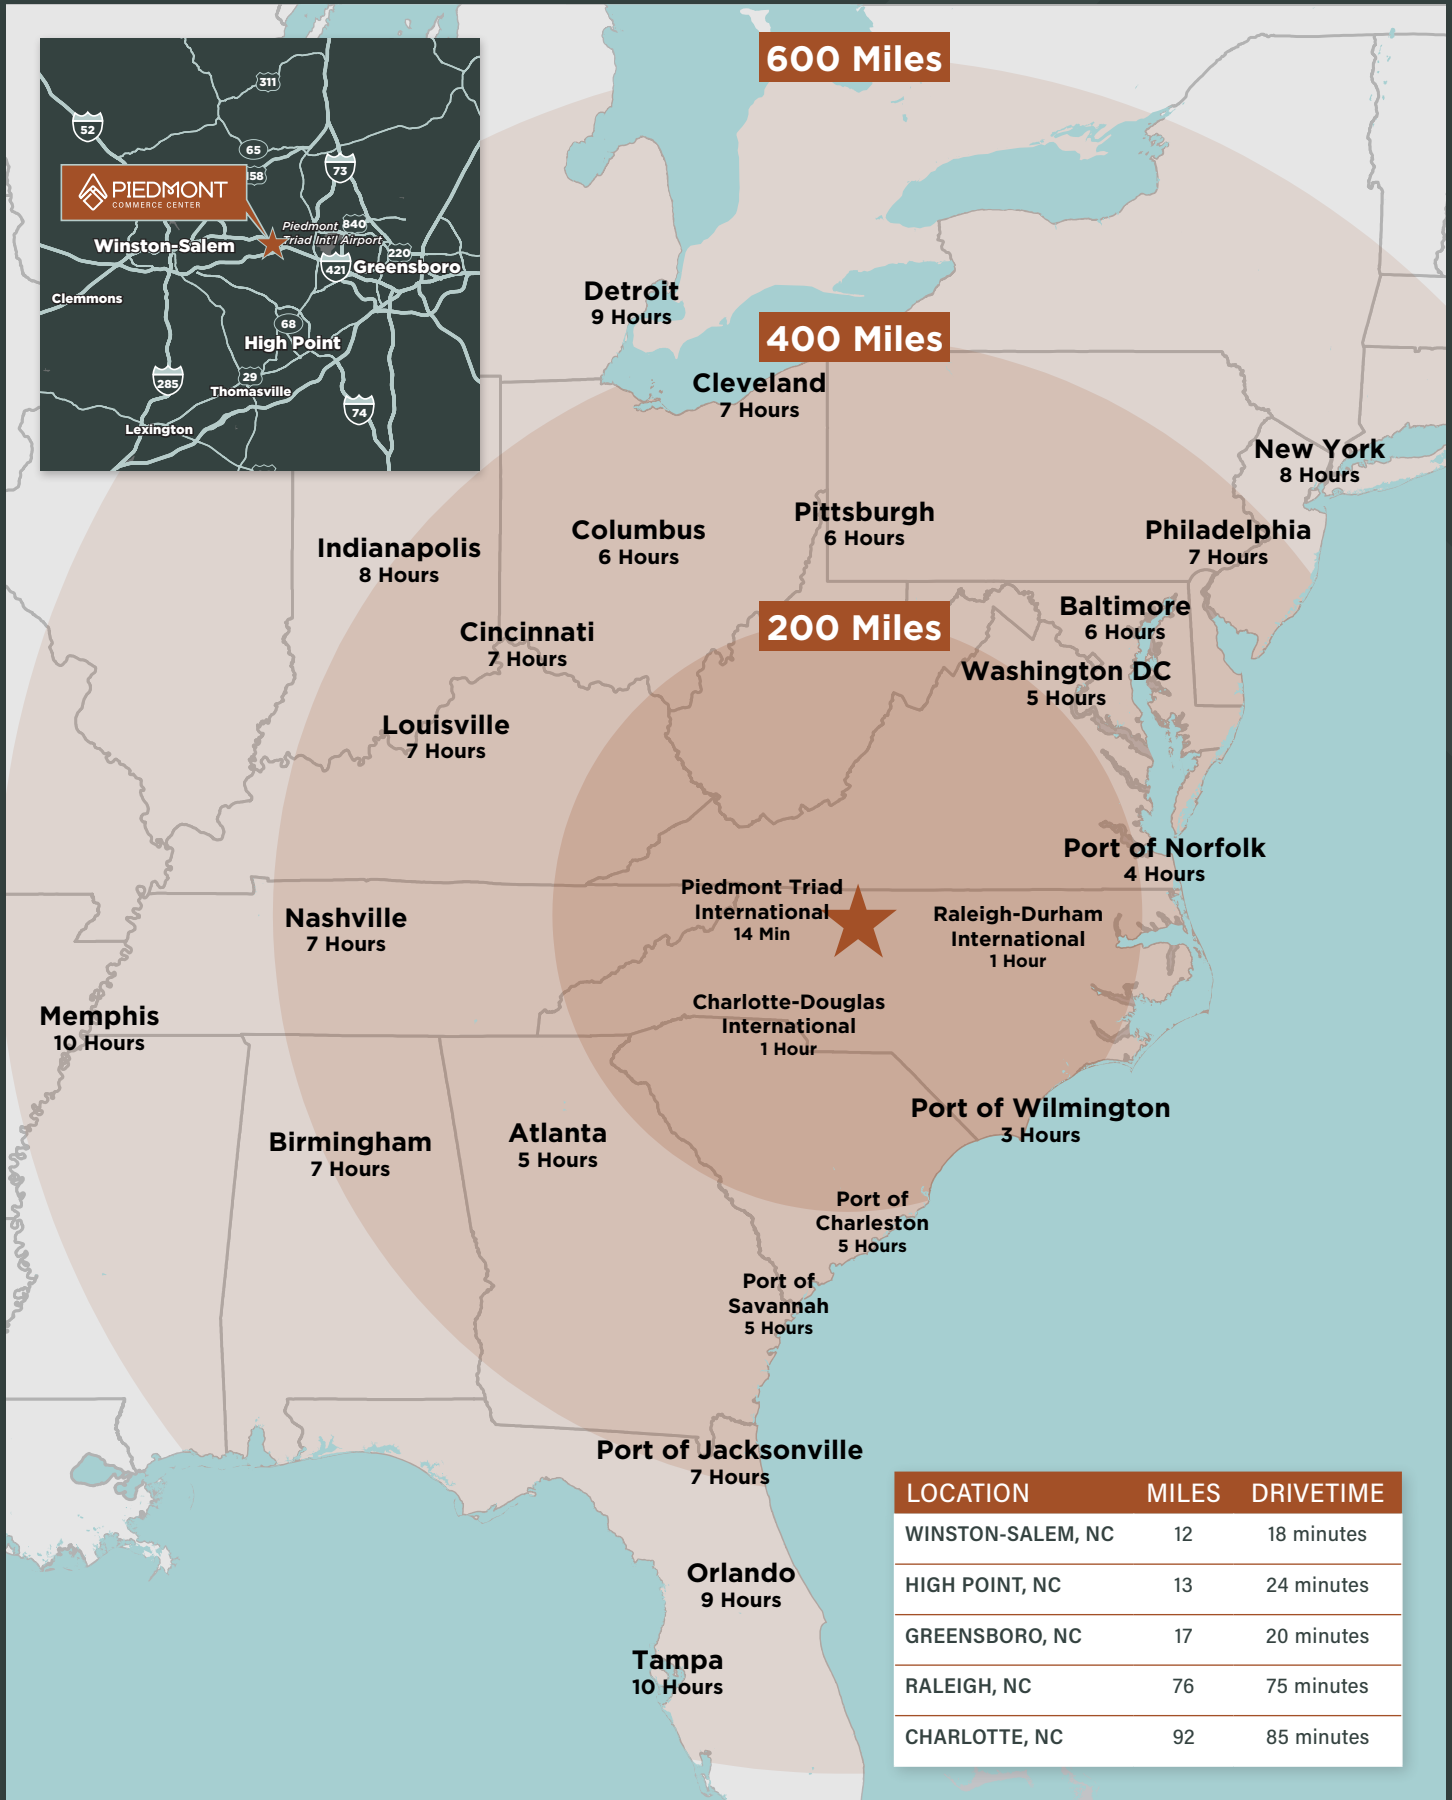 600 Miles
311
52
65
158
73
PIEDMONT
COMMERCE CENTER
Piedmont
Triad Int'l Airport
840
Winston-Salem
220
421
Greensboro
Clemmons
68
High Point
285
29
Thomasville
74
Lexington
Detroit
9 Hours
400 Miles
Cleveland
7 Hours
New York
8 Hours
Pittsburgh
6 Hours
Columbus
6 Hours
Philadelphia
7 Hours
Indianapolis
8 Hours
Baltimore
6 Hours
200 Miles
Cincinnati
7 Hours
Washington DC
5 Hours
Louisville
7 Hours
Port of Norfolk
4 Hours
Piedmont Triad
International
14 Min
Raleigh-Durham
International
1 Hour
Nashville
7 Hours
Charlotte-Douglas
International
1 Hour
Memphis
10 Hours
Port of Wilmington
3 Hours
Atlanta
5 Hours
Birmingham
7 Hours
Port of
Charleston
5 Hours
Port of
Savannah
5 Hours
Port of Jacksonville
7 Hours
Orlando
9 Hours
Tampa
10 Hours
LOCATION MILES DRIVETIME
WINSTON-SALEM, NC 12 18 minutes
HIGH POINT, NC 13 24 minutes
GREENSBORO, NC 17 20 minutes
RALEIGH, NC 76 75 minutes
CHARLOTTE, NC 92 85 minutes